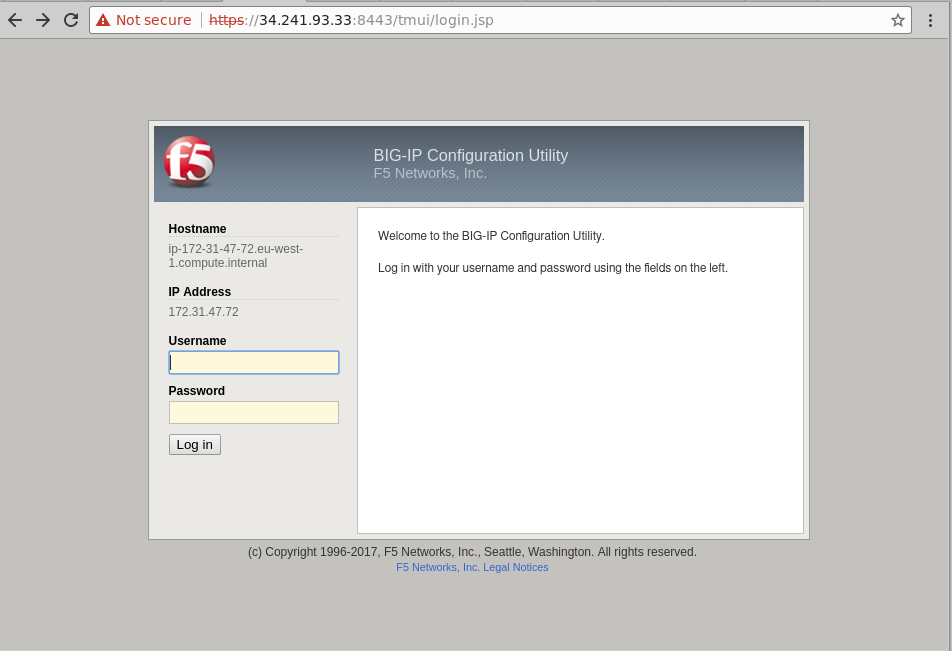 Not secure https://34.241.93.33:8443/tmui/login.jsp
f5
BIG-IP Configuration Utility
F5 Networks, Inc.
Hostname
ip-172-31-47-72.eu-west-
1.compute.internal
IP Address
172.31.47.72
Username
Password
Log in
Welcome to the BIG-IP Configuration Utility.
Log in with your username and password using the fields on the left.
(c) Copyright 1996-2017, F5 Networks, Inc., Seattle, Washington. All rights reserved.
F5 Networks, Inc. Legal Notices